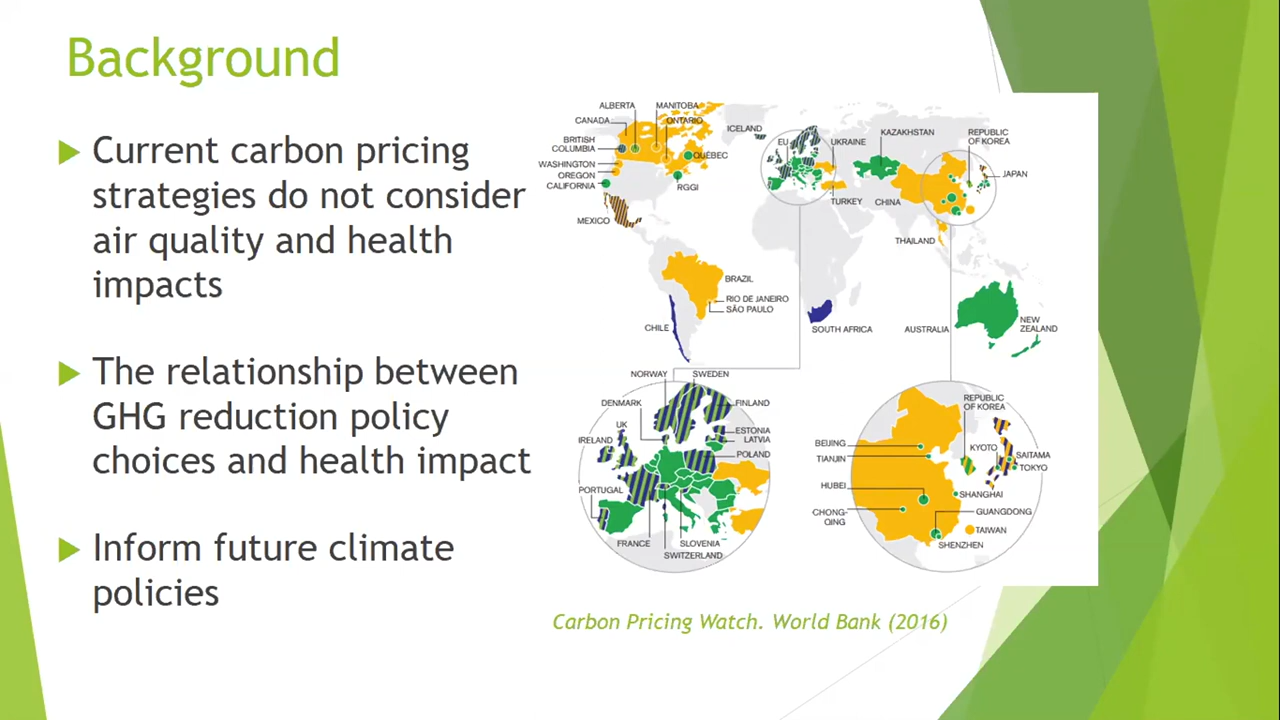 Background
Current carbon pricing
strategies do not consider
air quality and health
impacts
The relationship between
GHG reduction policy
choices and health impact
Inform future climate
policies
ALBERTA
MANITOBA
CANADA
ONTARIO
BRITISH
COLUMBIA
QUÉBEC
WASHINGTON
OREGON
CALIFORNIA
RGGI
MEXICO
ICELAND
EU
UKRAINE
KAZAKHSTAN
REPUBLIC
OF KOREA
JAPAN
TURKEY
CHINA
THAILAND
BRAZIL
RIO DE JANEIRO
SÃO PAULO
CHILE
SOUTH AFRICA
AUSTRALIA
NEW
ZEALAND
NORWAY
SWEDEN
DENMARK
FINLAND
UK
ESTONIA
LATVIA
IRELAND
POLAND
PORTUGAL
FRANCE
SLOVENIA
SWITZERLAND
REPUBLIC
OF KOREA
BEIJING
KYOTO
SAITAMA
TIANJIN
TOKYO
HUBEI
SHANGHAI
CHONG-
QING
GUANGDONG
TAIWAN
SHENZHEN
Carbon Pricing Watch. World Bank (2016)